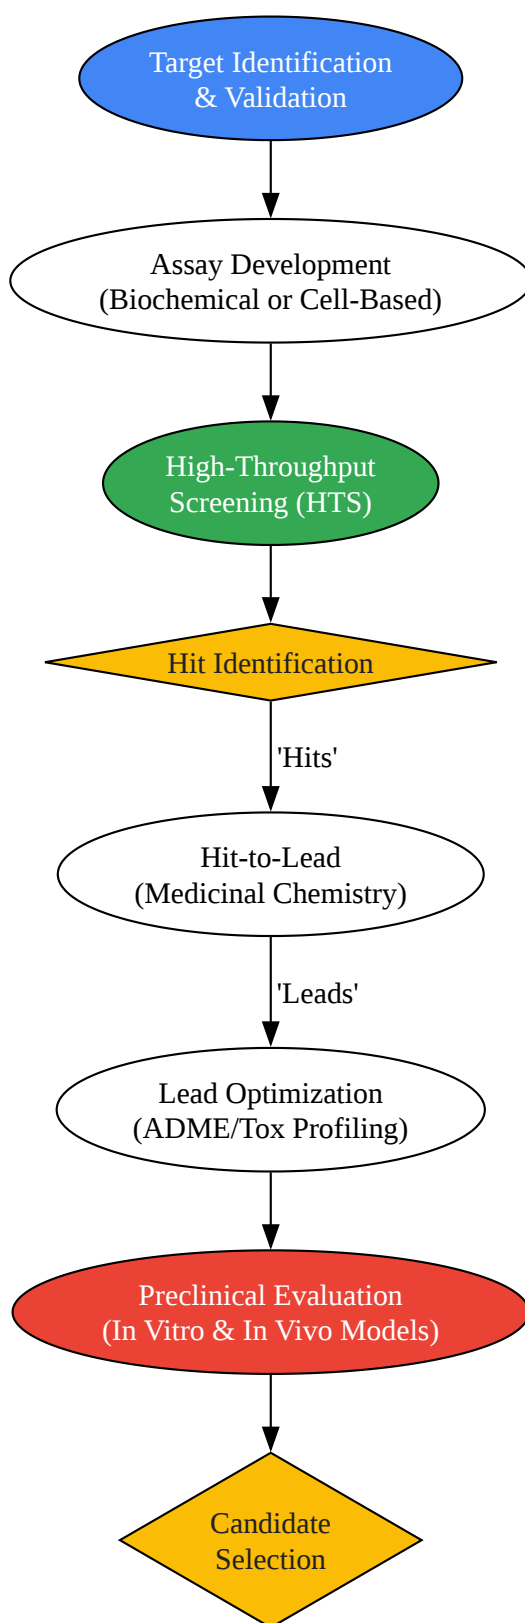 Target Identification
& Validation
Assay Development
(Biochemical or Cell-Based)
High-Throughput
Screening (HTS)
Hit Identification
'Hits'
Hit-to-Lead
(Medicinal Chemistry)
'Leads'
Lead Optimization
(ADME/Tox Profiling)
Preclinical Evaluation
(In Vitro & In Vivo Models)
Candidate
Selection